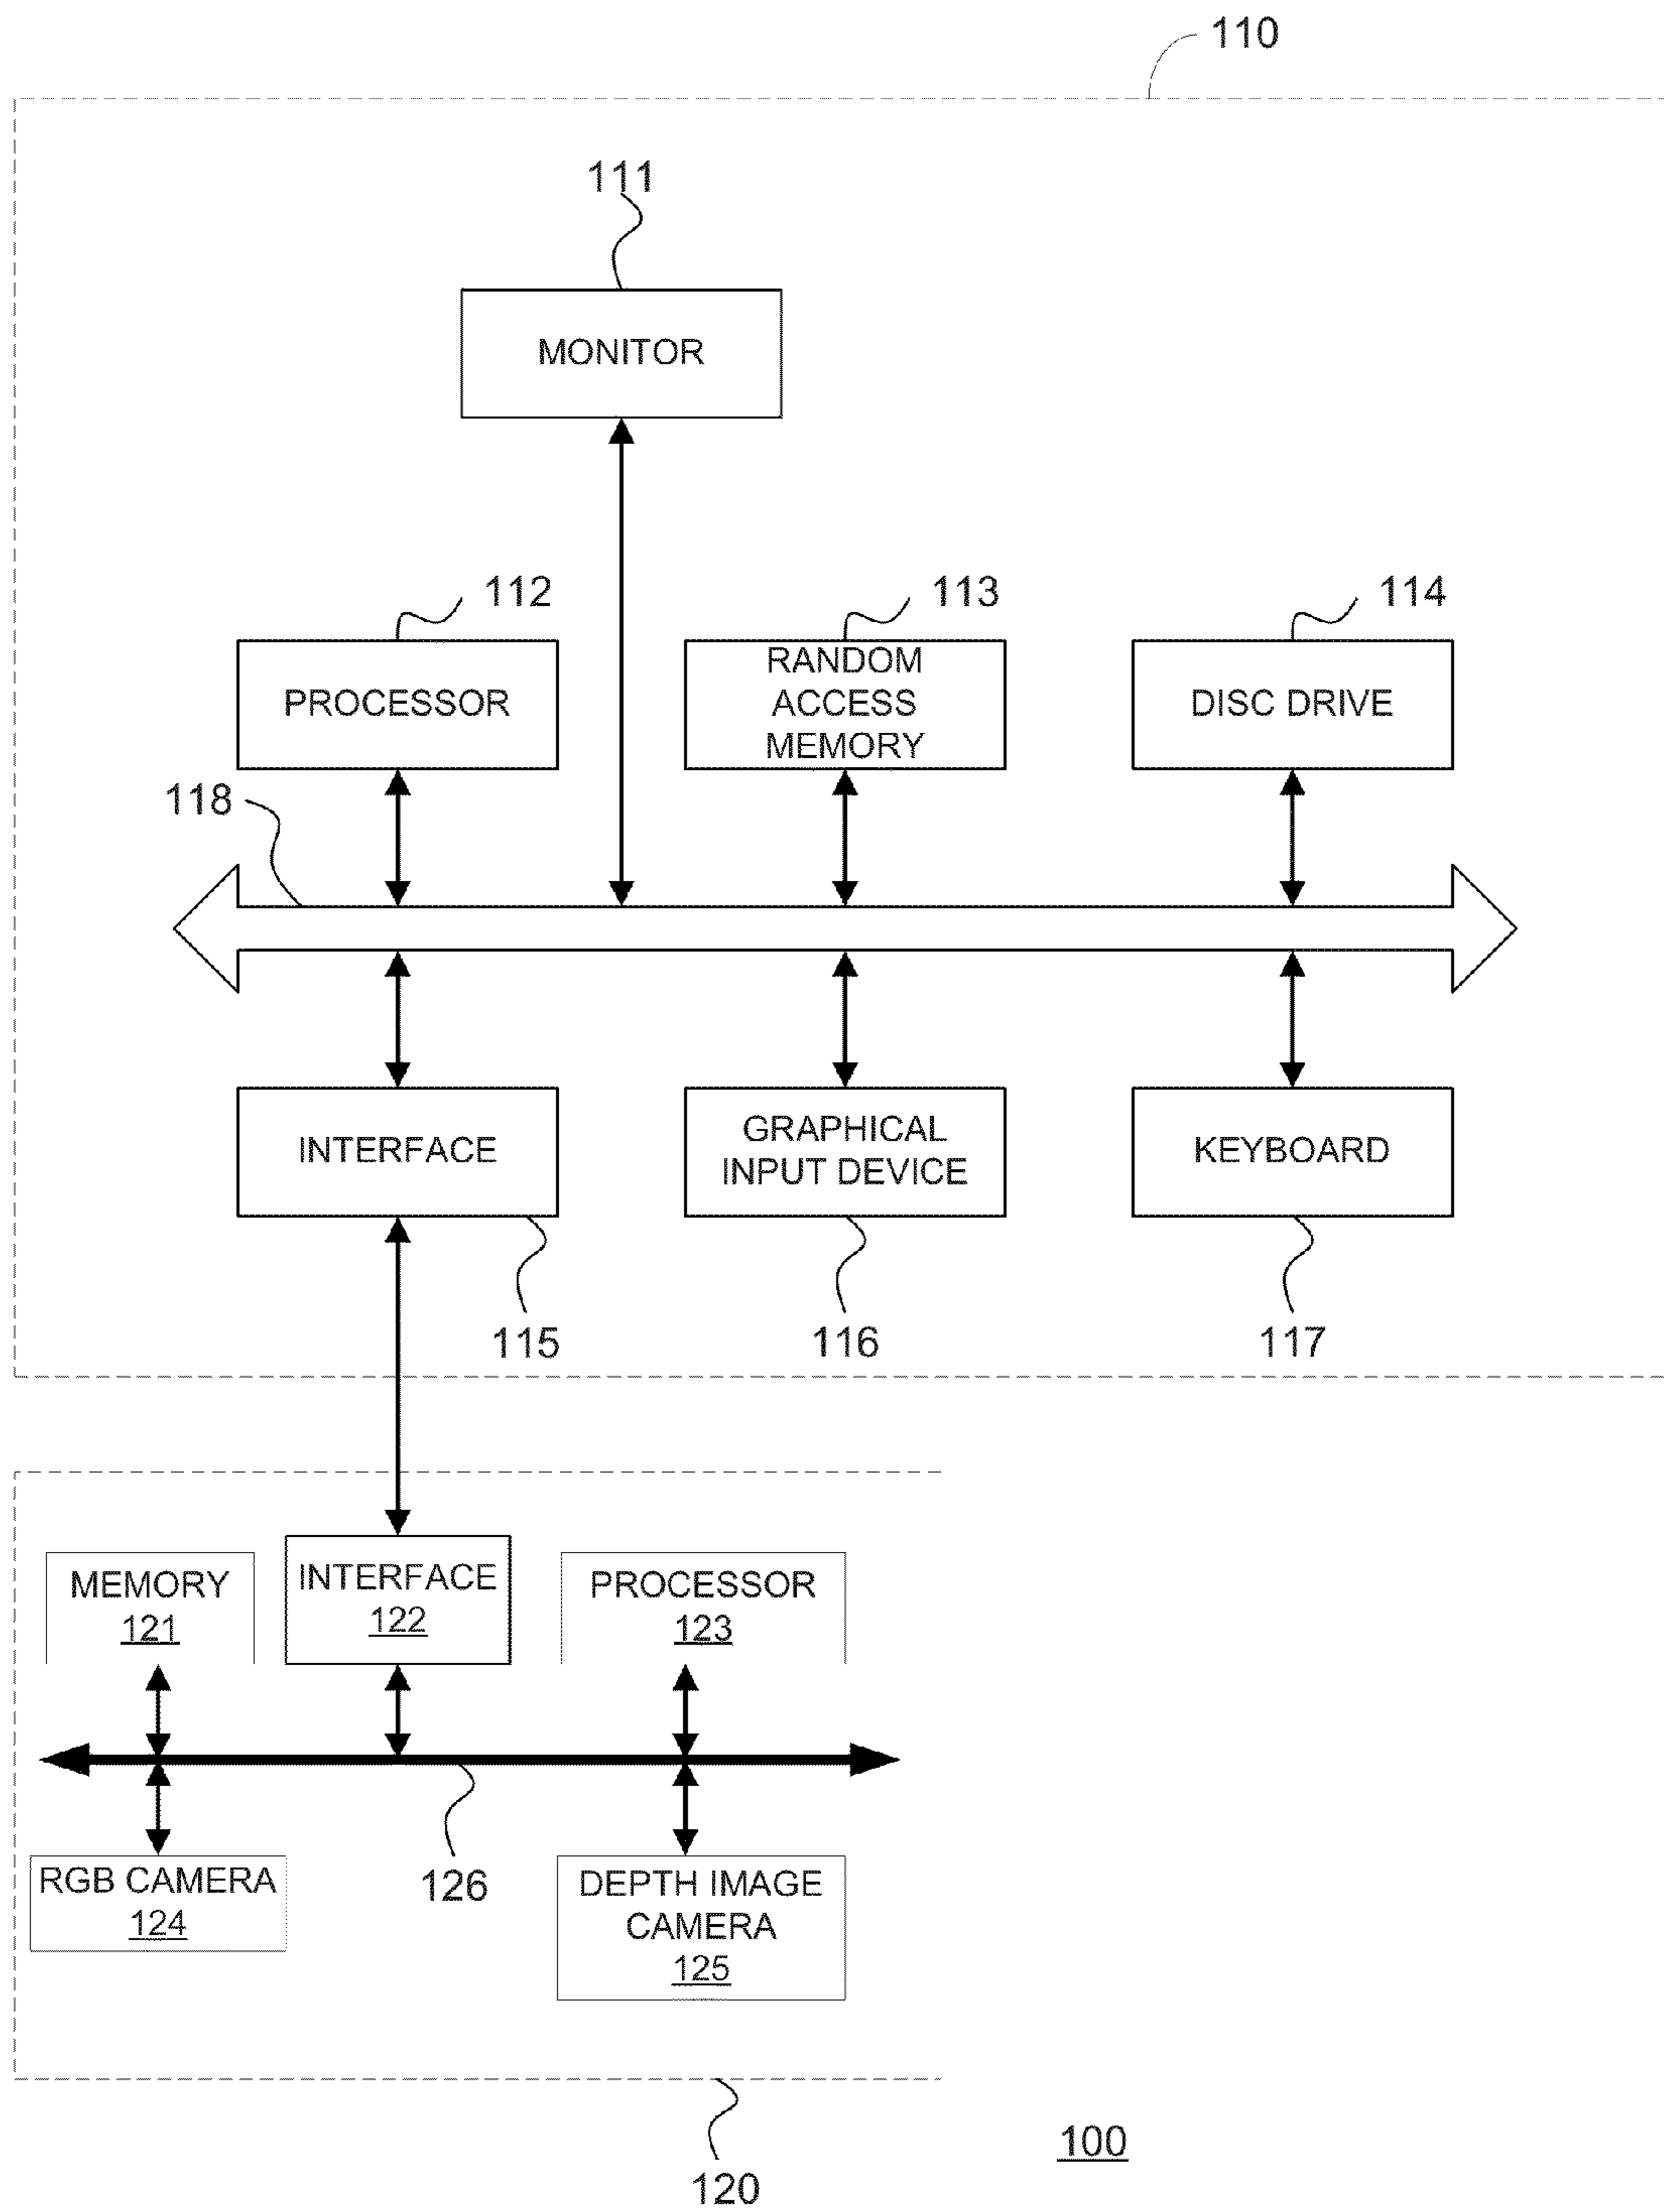 110
111
MONITOR
112
113
114
PROCESSOR
RANDOM
ACCESS
MEMORY
DISC DRIVE
118
INTERFACE
GRAPHICAL
INPUT DEVICE
KEYBOARD
115
116
117
MEMORY
121
INTERFACE
122
PROCESSOR
123
RGB CAMERA
124
126
DEPTH IMAGE
CAMERA
125
100
120